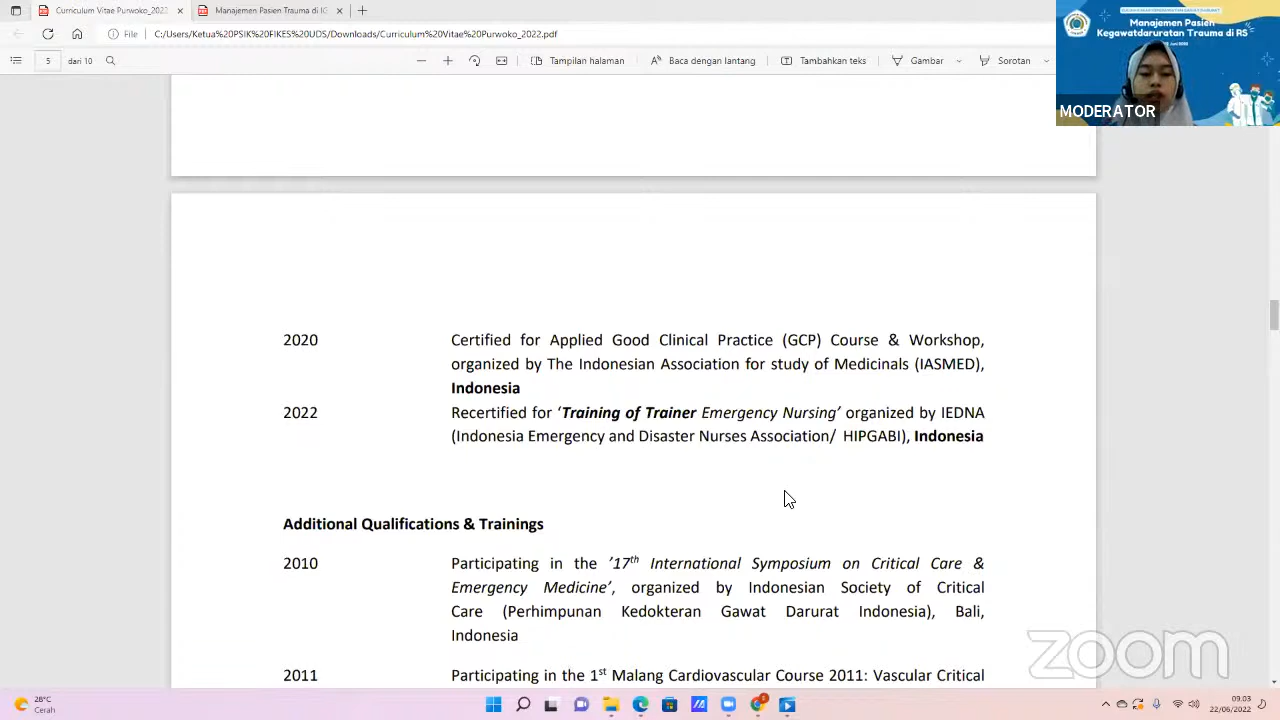 Curriculum Vitae Purwoko_2022
Manajemen Pasien Trauma di IG
File
C:/Users/Ketua%20PSIKS%20FIKES%20UDS/Documents/Curriculum%20Vitae%20Purwoko_2022.pdf
5 dari 10
Tampilan halaman
Baca dengan lantang
Tambahkan teks
Gambar
Sorotan
Manajemen Pasien
Kegawatdaruratan Trauma di RS
MODERATOR
2020 Certified for Applied Good Clinical Practice (GCP) Course & Workshop,
organized by The Indonesian Association for study of Medicinals (IASMED),
Indonesia
2022 Recertified for ‘Training of Trainer Emergency Nursing’ organized by IEDNA
(Indonesia Emergency and Disaster Nurses Association/ HIPGABI), Indonesia
Additional Qualifications & Trainings
2010 Participating in the ’17th International Symposium on Critical Care &
Emergency Medicine’, organized by Indonesian Society of Critical
Care (Perhimpunan Kedokteran Gawat Darurat Indonesia), Bali,
Indonesia
2011 Participating in the 1st Malang Cardiovascular Course 2011: Vascular Critical
zoom
Cerah
09.03
22/06/2022